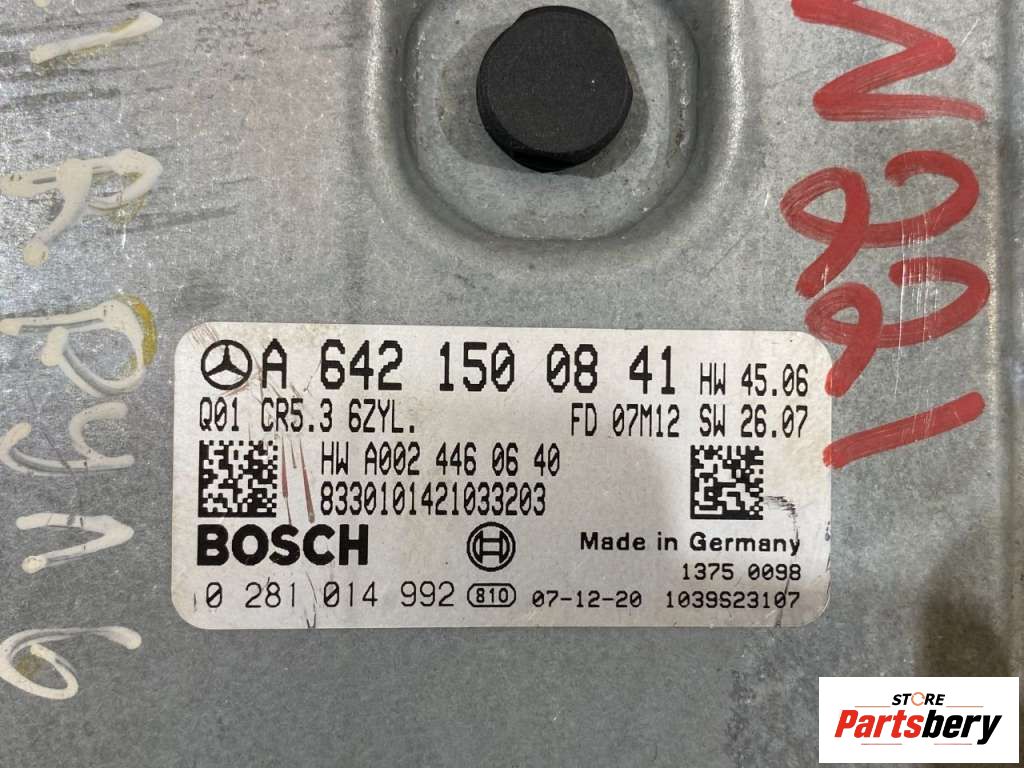 A 642 150 08 41 HW 45.06
Q01 CR5.3 6ZYL. FD 07M12 SW 26.07
HW A002 446 06 40
8330101421033203
BOSCH
Made in Germany
1375 0098
0 281 014 992 810 07-12-20 1039S23107
STORE
Partsbery